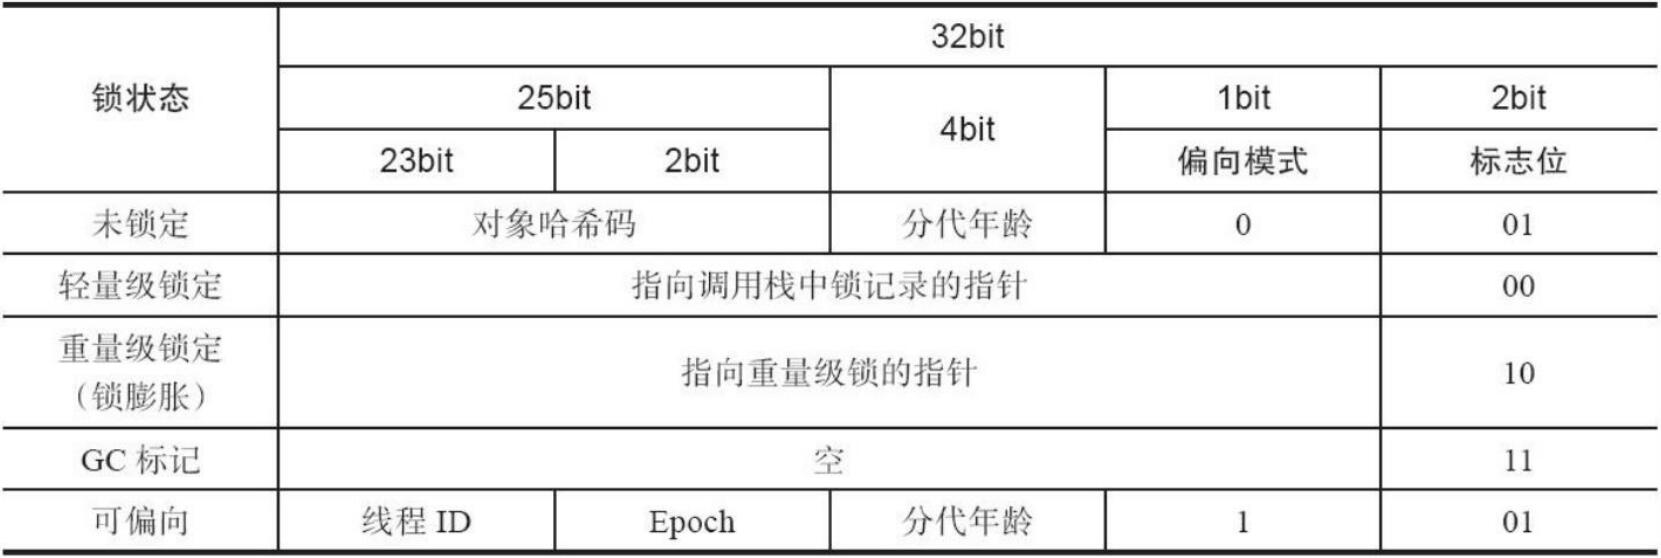 锁状态
32bit
25bit
4bit
1bit
2bit
23bit
2bit
偏向模式
标志位
未锁定
对象哈希码
分代年龄
0
01
轻量级锁定
指向调用栈中锁记录的指针
00
重量级锁定
（锁膨胀）
指向重量级锁的指针
10
GC 标记
空
11
可偏向
线程 ID
Epoch
分代年龄
1
01